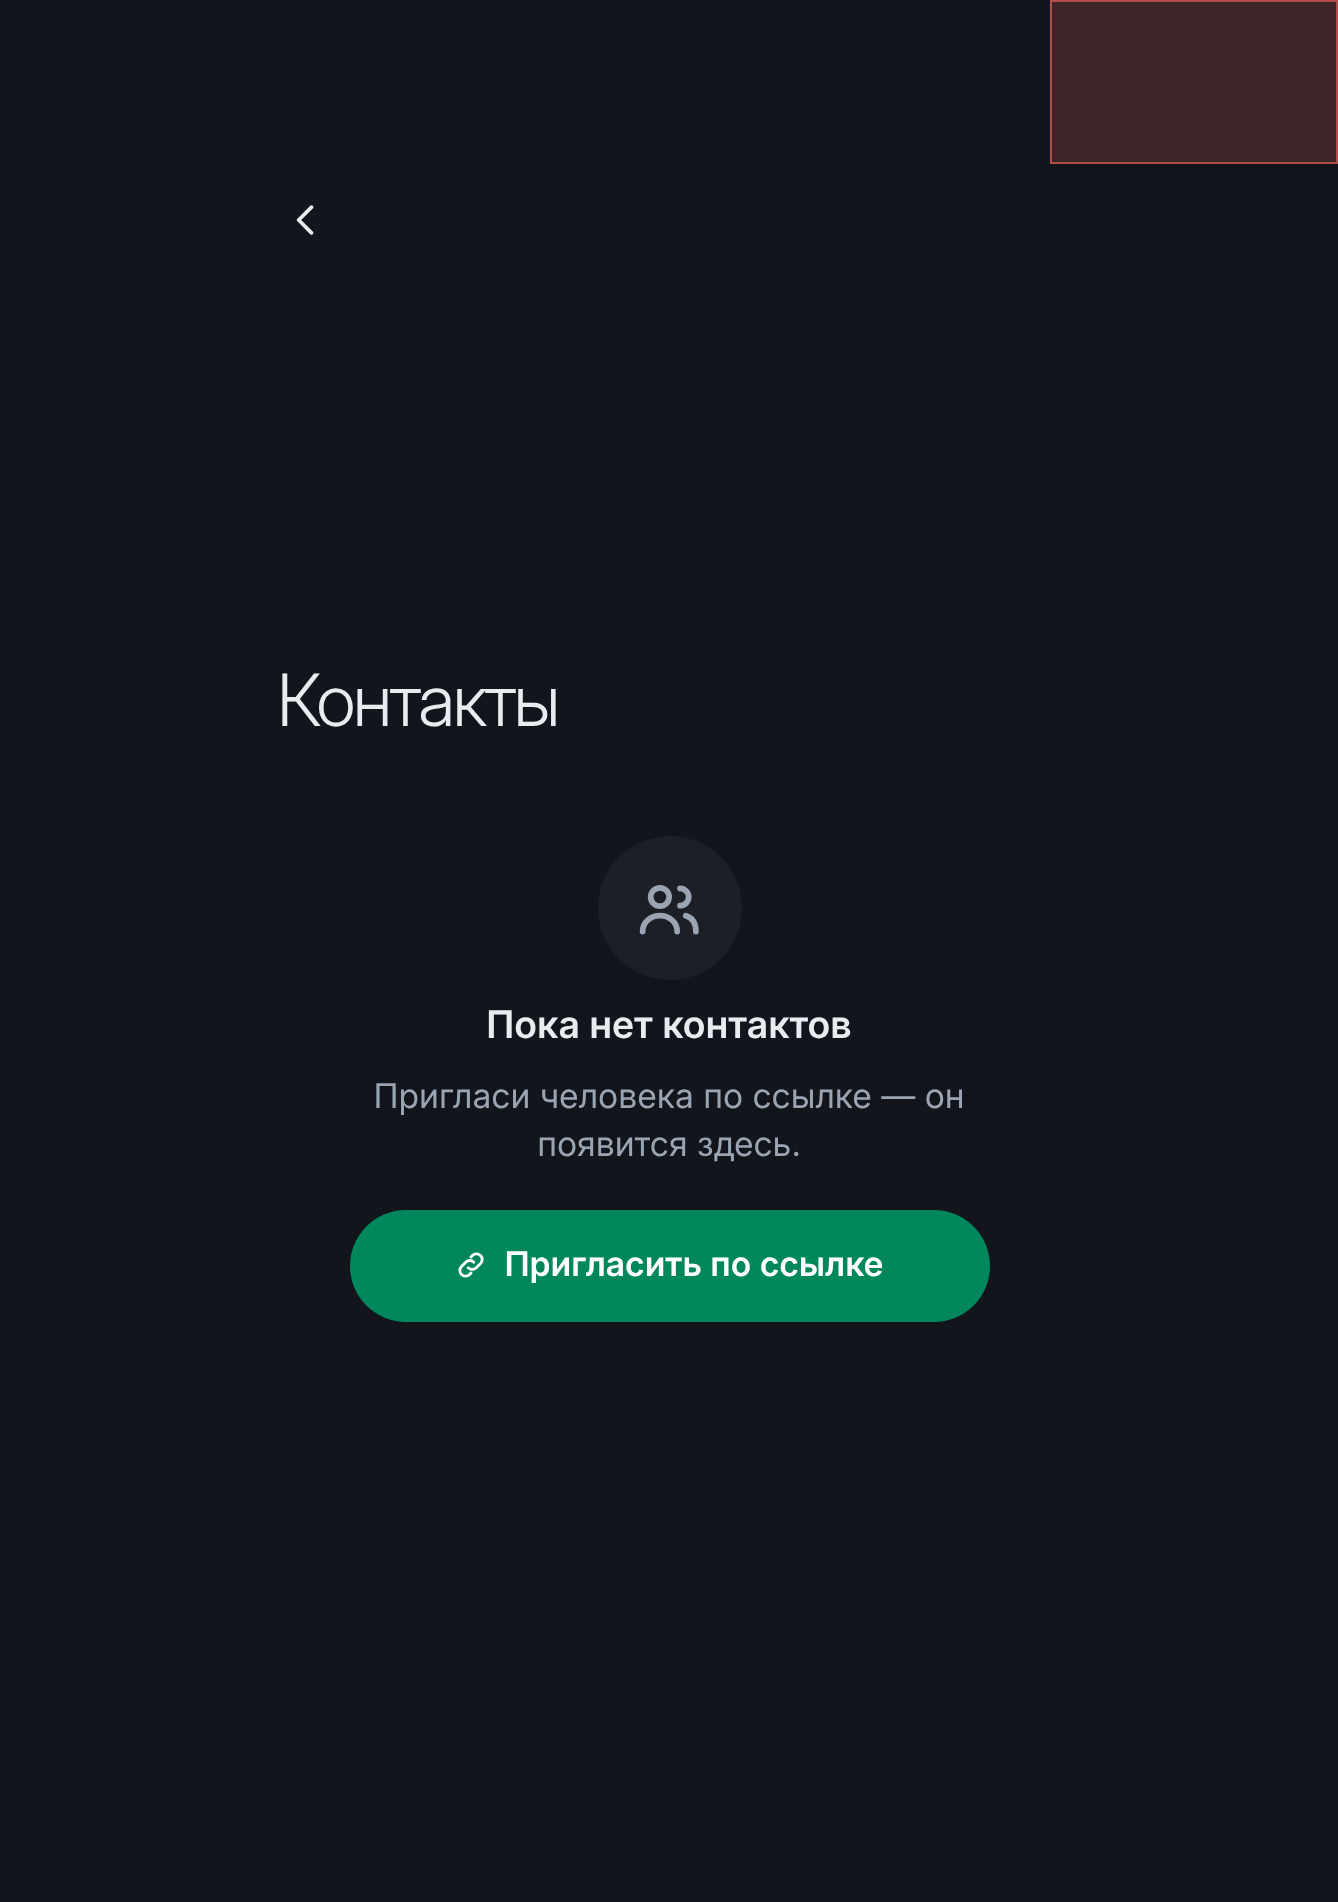 Контакты
Пока нет контактов
Пригласи человека по ссылке — он
появится здесь.
Пригласить по ссылке